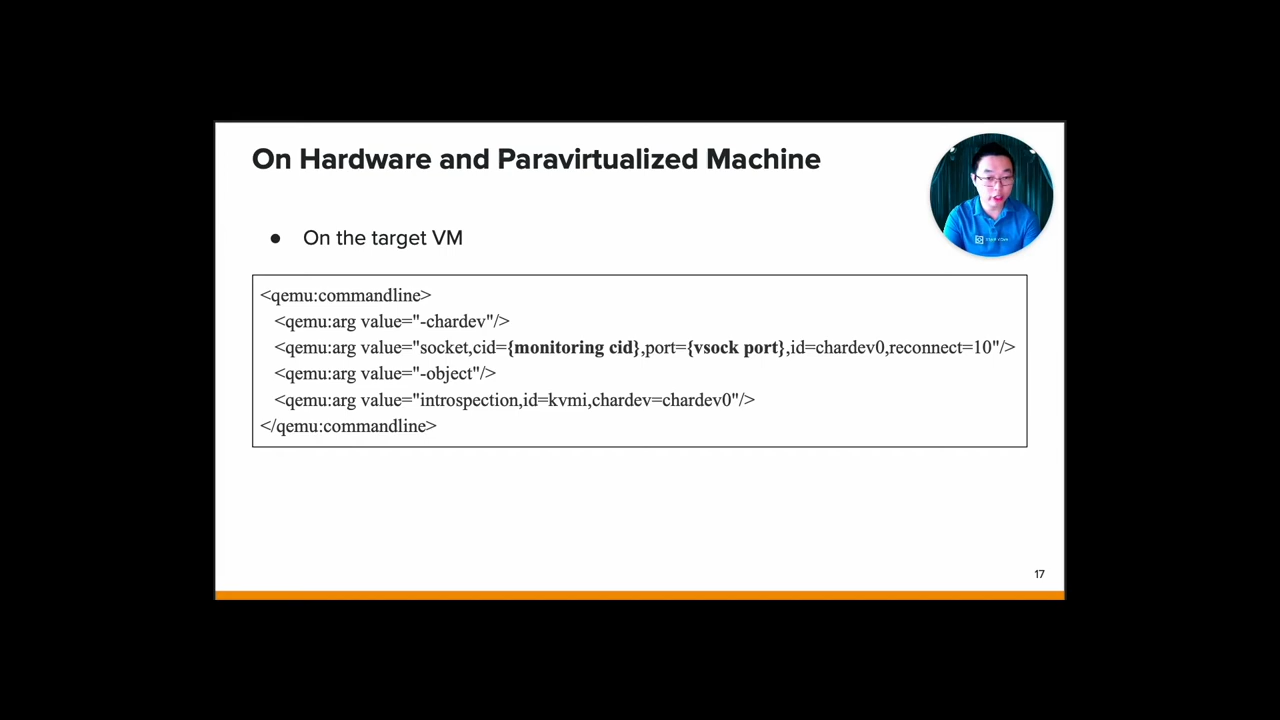 On Hardware and Paravirtualized Machine
● On the target VM
<qemu:commandline>
<qemu:arg value="-chardev"/>
<qemu:arg value="socket,cid={monitoring cid},port={vsock port},id=chardev0,reconnect=10"/>
<qemu:arg value="-object"/>
<qemu:arg value="introspection,id=kvmi,chardev=chardev0"/>
</qemu:commandline>
17